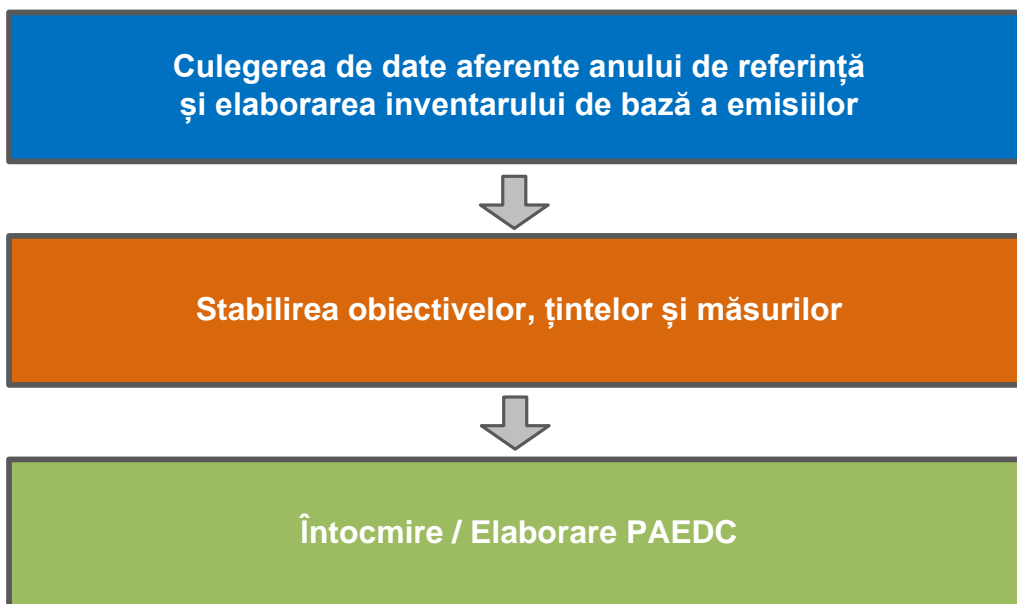 Culegerea de date aferente anului de referință
și elaborarea inventarului de bază a emisiilor
Stabilirea obiectivelor, țintelor și măsurilor
Întocmire / Elaborare PAEDC